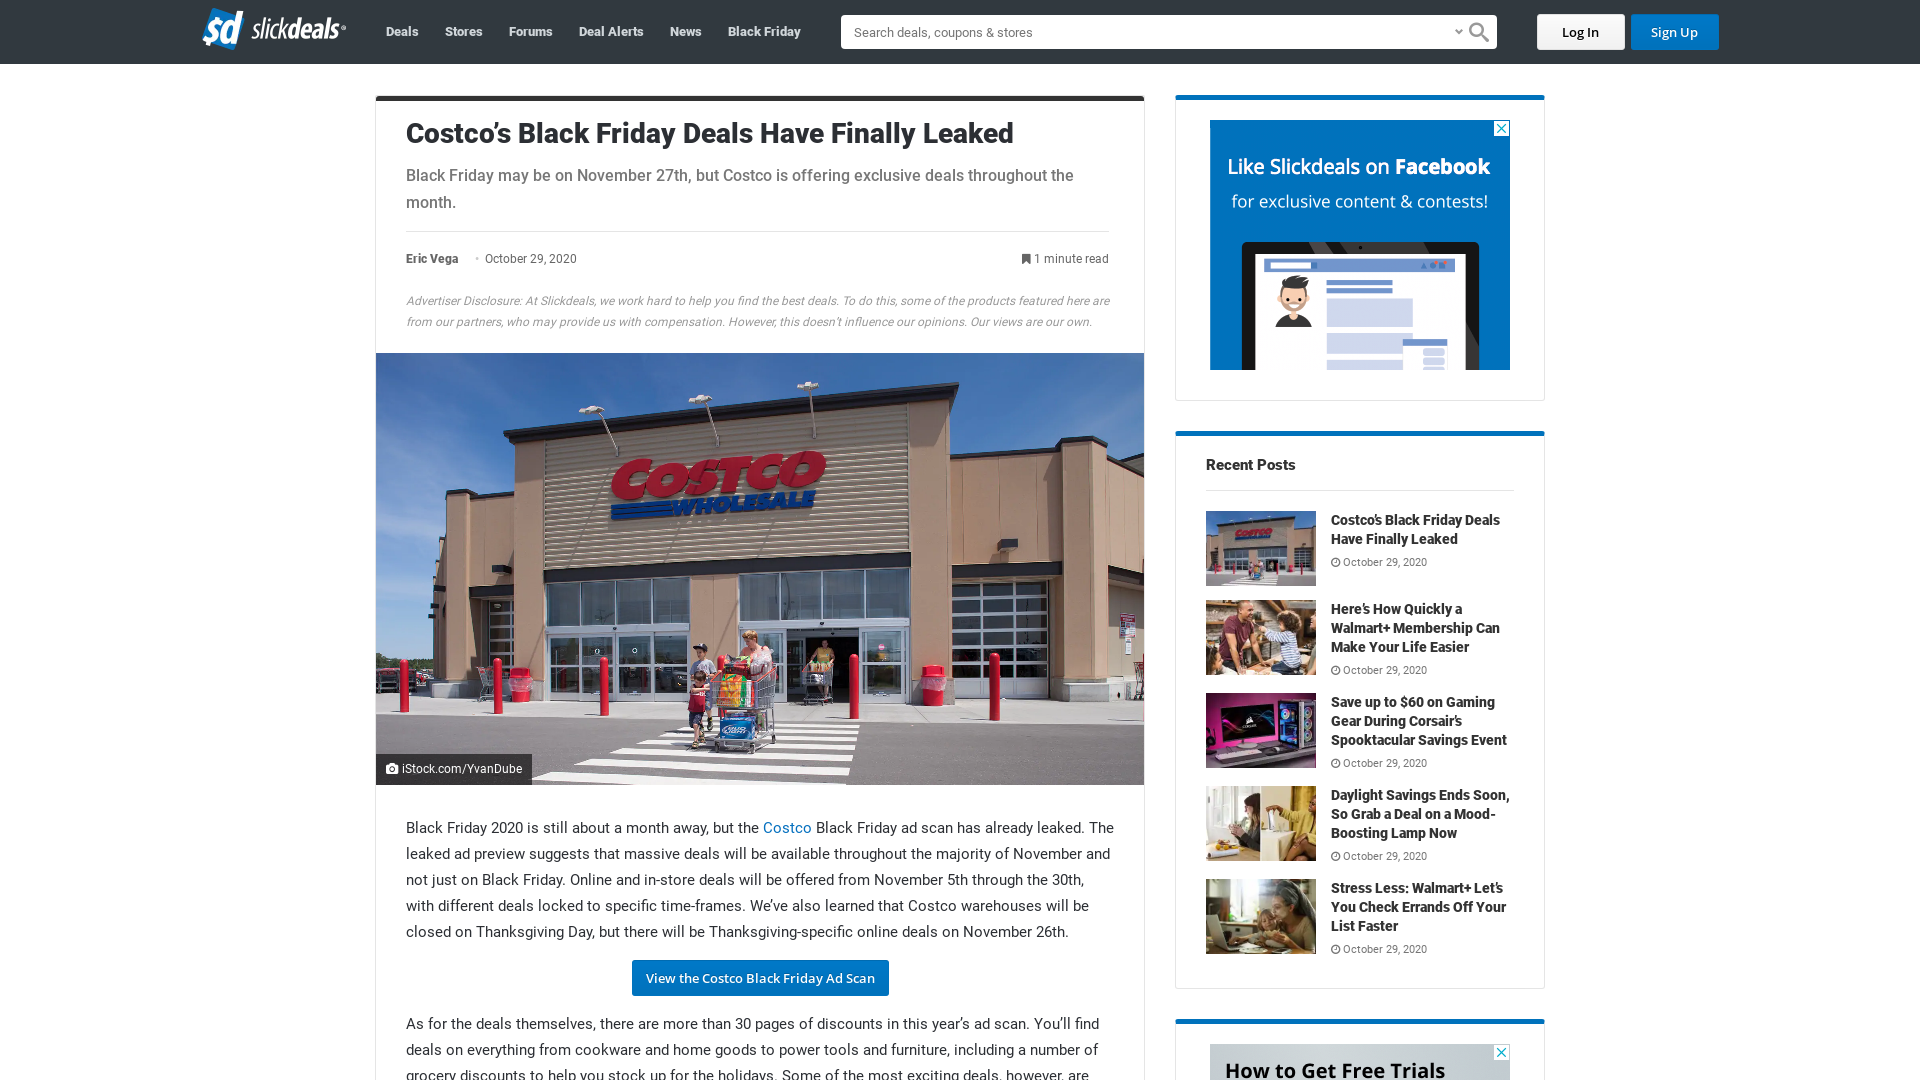 sd slickdeals
Deals
Stores
Forums
Deal Alerts
News
Black Friday
Search deals, coupons & stores
Log In
Sign Up
Costco’s Black Friday Deals Have Finally Leaked
Black Friday may be on November 27th, but Costco is offering exclusive deals throughout the
month.
Eric Vega • October 29, 2020
1 minute read
Advertiser Disclosure: At Slickdeals, we work hard to help you find the best deals. To do this, some of the products featured here are
from our partners, who may provide us with compensation. However, this doesn’t influence our opinions. Our views are our own.
COSTCO
WHOLESALE
iStock.com/YvanDube
Black Friday 2020 is still about a month away, but the Costco Black Friday ad scan has already leaked. The
leaked ad preview suggests that massive deals will be available throughout the majority of November and
not just on Black Friday. Online and in-store deals will be offered from November 5th through the 30th,
with different deals locked to specific time-frames. We’ve also learned that Costco warehouses will be
closed on Thanksgiving Day, but there will be Thanksgiving-specific online deals on November 26th.
View the Costco Black Friday Ad Scan
As for the deals themselves, there are more than 30 pages of discounts in this year’s ad scan. You’ll find
deals on everything from cookware and home goods to power tools and furniture, including a number of
grocery discounts to help you stock up for the holidays. Some of the most exciting deals, however, are
Like Slickdeals on Facebook
for exclusive content & contests!
Recent Posts
Costco’s Black Friday Deals
Have Finally Leaked
October 29, 2020
Here’s How Quickly a
Walmart+ Membership Can
Make Your Life Easier
October 29, 2020
Save up to $60 on Gaming
Gear During Corsair’s
Spooktacular Savings Event
October 29, 2020
Daylight Savings Ends Soon,
So Grab a Deal on a Mood-
Boosting Lamp Now
October 29, 2020
Stress Less: Walmart+ Let’s
You Check Errands Off Your
List Faster
October 29, 2020
How to Get Free Trials